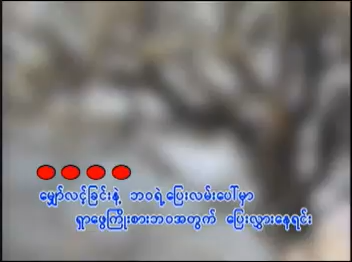 မျှော်လင့်ခြင်းနဲ့ ဘဝရဲ့ပြေးလမ်းပေါ်မှာ
ရှာဖွေကြိုးစားဘဝအတွက် ပြေးလွှားနေရင်း